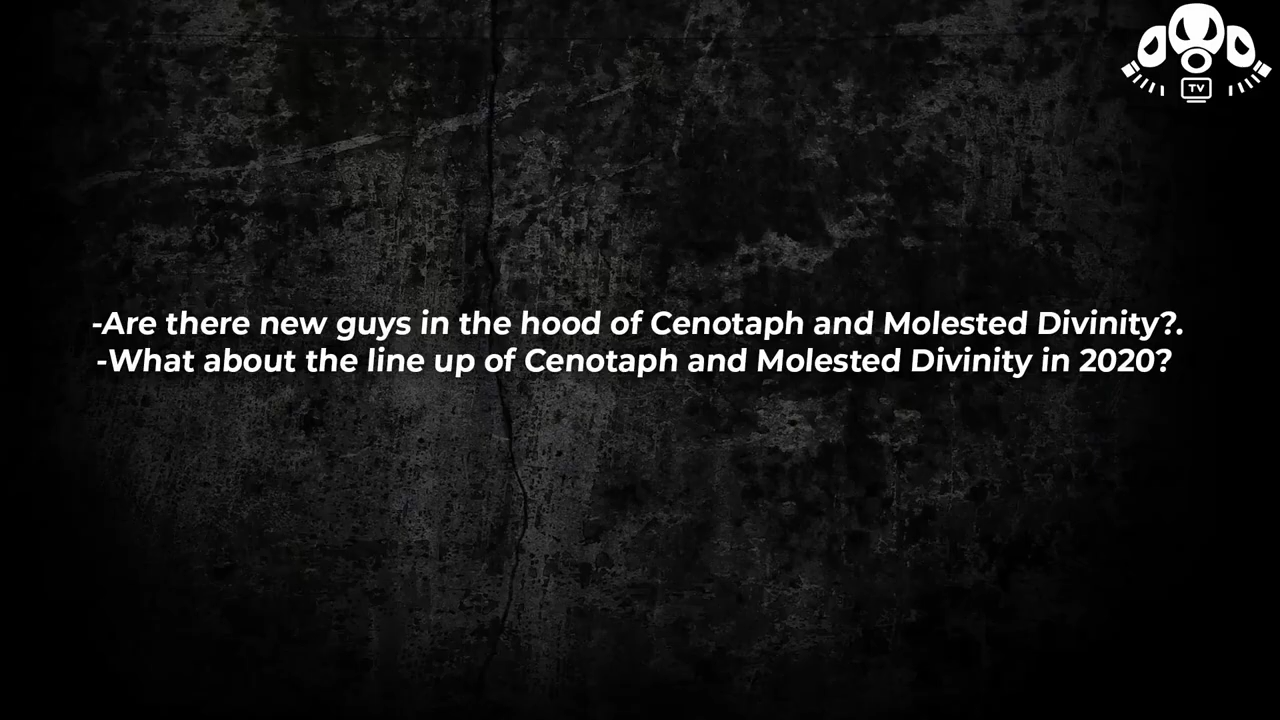 TV
-Are there new guys in the hood of Cenotaph and Molested Divinity?.
-What about the line up of Cenotaph and Molested Divinity in 2020?